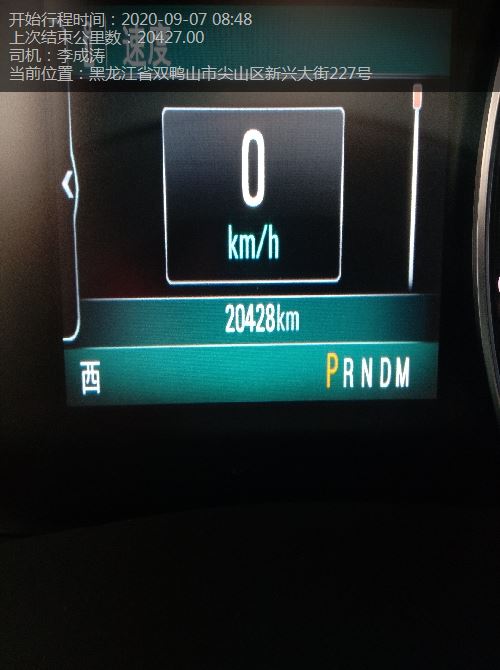 开始行程时间：2020-09-07 08:48
上次结束公里数：20427.00
司机：李成涛
当前位置：黑龙江省双鸭山市尖山区新兴大街227号
速度
0
km/h
20428km
西 PRNDM